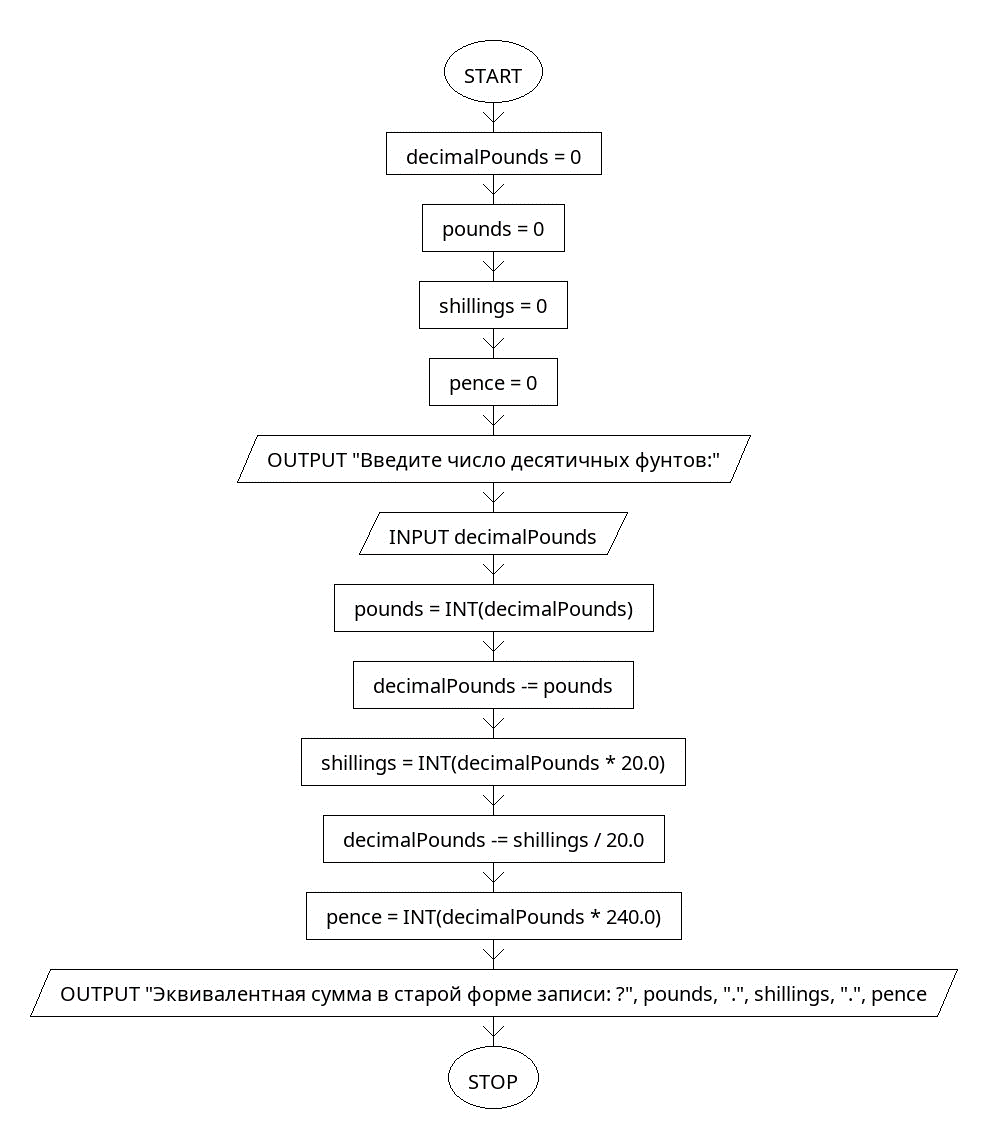 START
decimalPounds = 0
pounds = 0
shillings = 0
pence = 0
OUTPUT "Введите число десятичных фунтов:"
INPUT decimalPounds
pounds = INT(decimalPounds)
decimalPounds -= pounds
shillings = INT(decimalPounds * 20.0)
decimalPounds -= shillings / 20.0
pence = INT(decimalPounds * 240.0)
OUTPUT "Эквивалентная сумма в старой форме записи: ?", pounds, ".", shillings, ".", pence
STOP